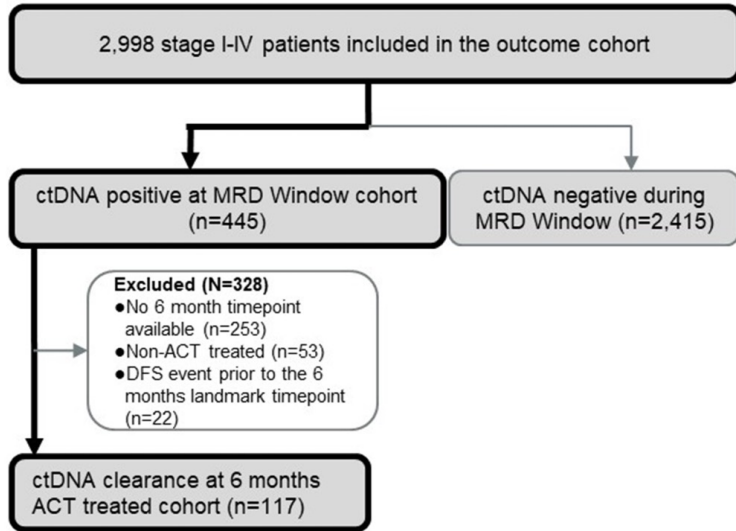 2,998 stage I-IV patients included in the outcome cohort
ctDNA positive at MRD Window cohort
(n=445)
ctDNA negative during
MRD Window (n=2,415)
Excluded (N=328)
●No 6 month timepoint
available (n=253)
●Non-ACT treated (n=53)
●DFS event prior to the 6
months landmark timepoint
(n=22)
ctDNA clearance at 6 months
ACT treated cohort (n=117)